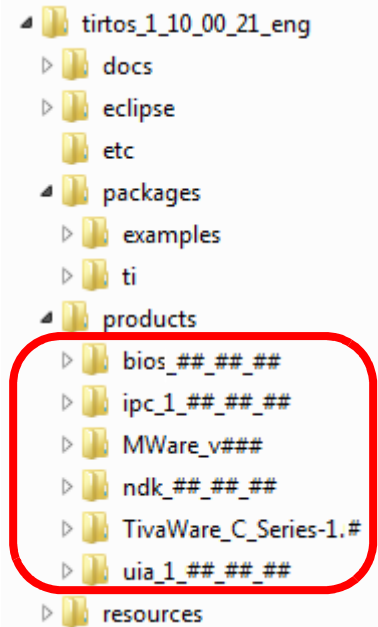 tirtos_1_10_00_21_eng
docs
eclipse
etc
packages
examples
ti
products
bios_##_##_##
ipc_1_##_##_##
MWare_v###
ndk_##_##_##
TivaWare_C_Series-1.#
uia_1_##_##_##
resources